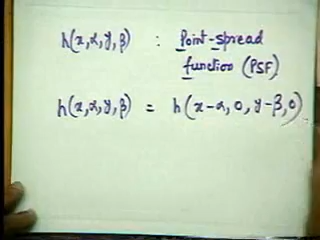 h(x,α,y,β) : Point-spread
function (PSF)
h(x,α,y,β) = h(x-α, 0, y-β, 0)